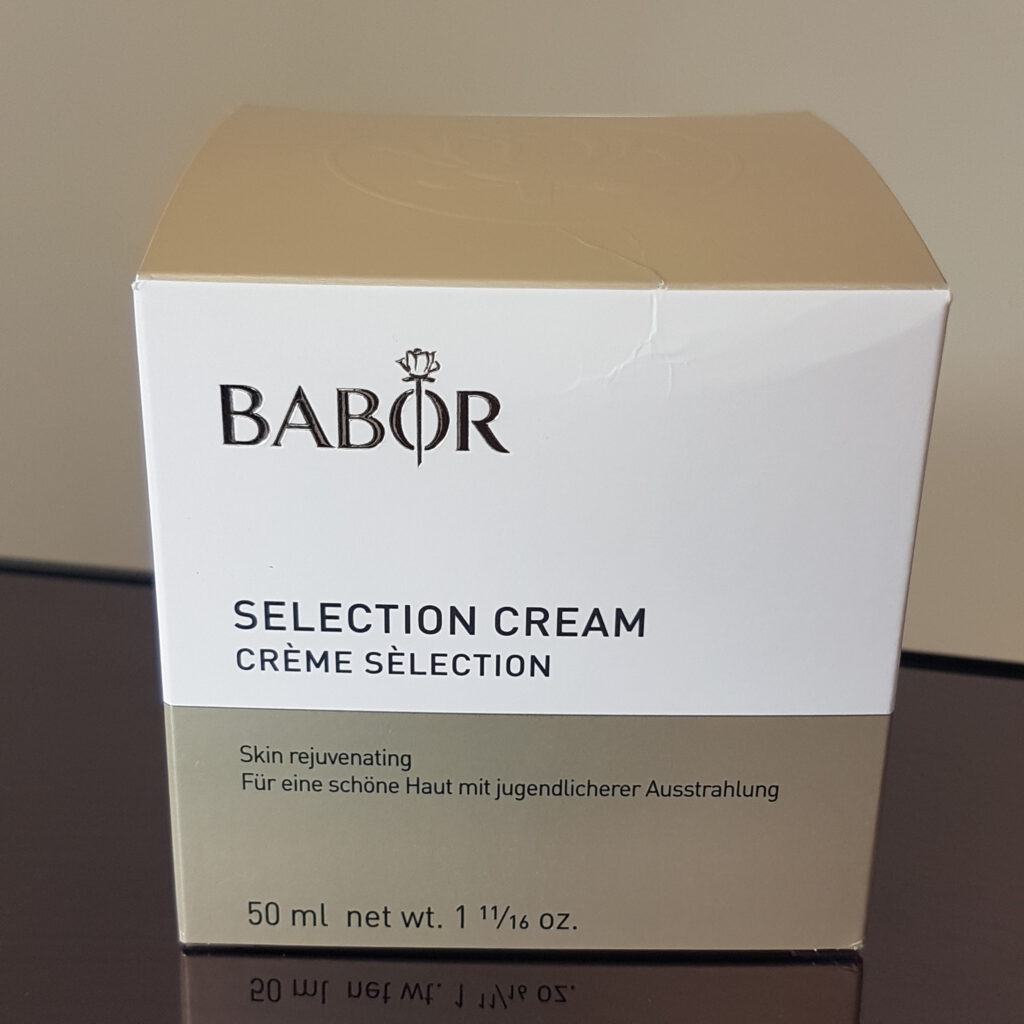 BABOR
SELECTION CREAM
CRÈME SÈLECTION
Skin rejuvenating
Für eine schöne Haut mit jugendlicherer Ausstrahlung
50 ml net wt. 1 11/16 oz.